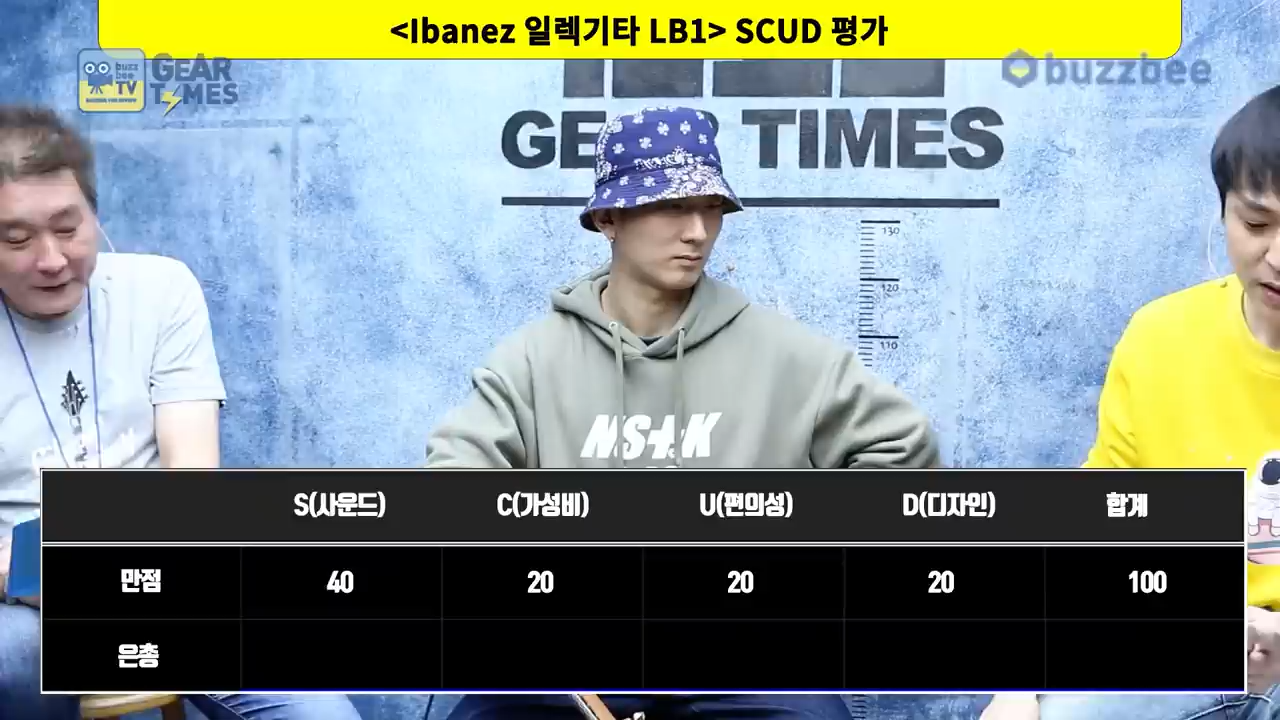 <Ibanez 일렉기타 LB1> SCUD 평가
buzz
bee
TV
GEAR
TIMES
buzzbee
GEAR TIMES
130
120
110
S(사운드) C(가성비) U(편의성) D(디자인) 합계
만점 40 20 20 20 100
은총